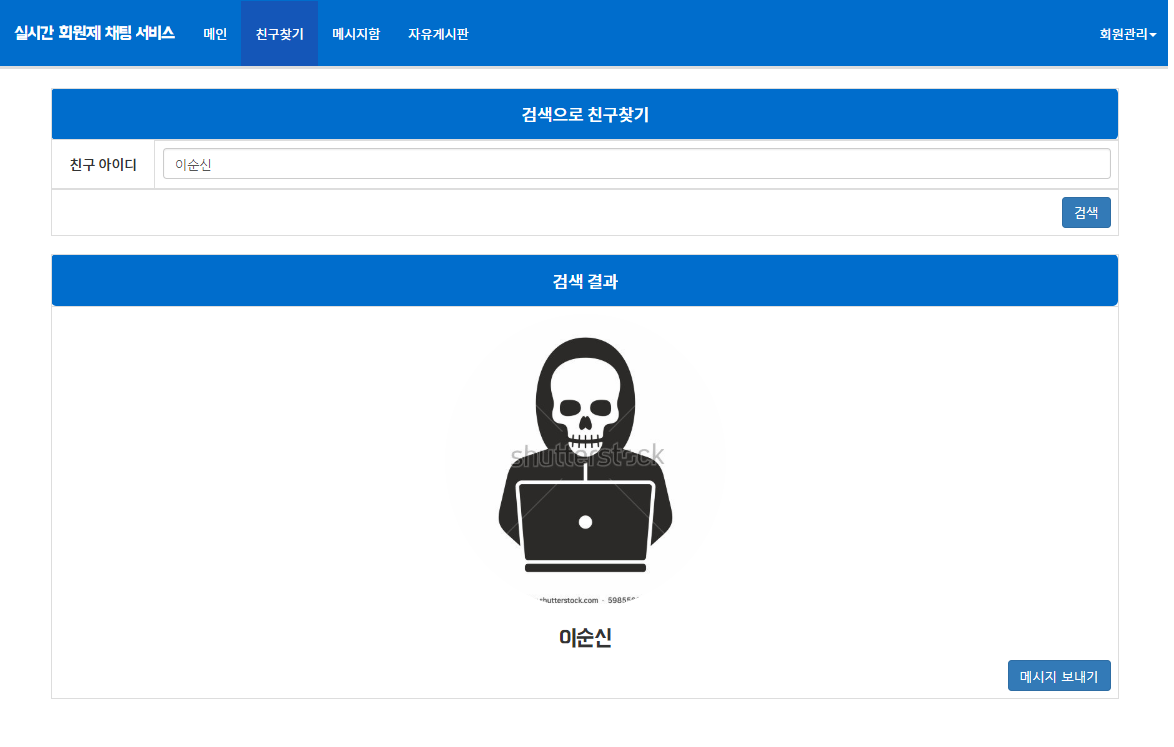 실시간 회원제 채팅 서비스 메인 친구찾기 메시지함 자유게시판 회원관리
검색으로 친구찾기
친구 아이디 이순신
검색
검색 결과
shutterstock
shutterstock.com
이순신
메시지 보내기